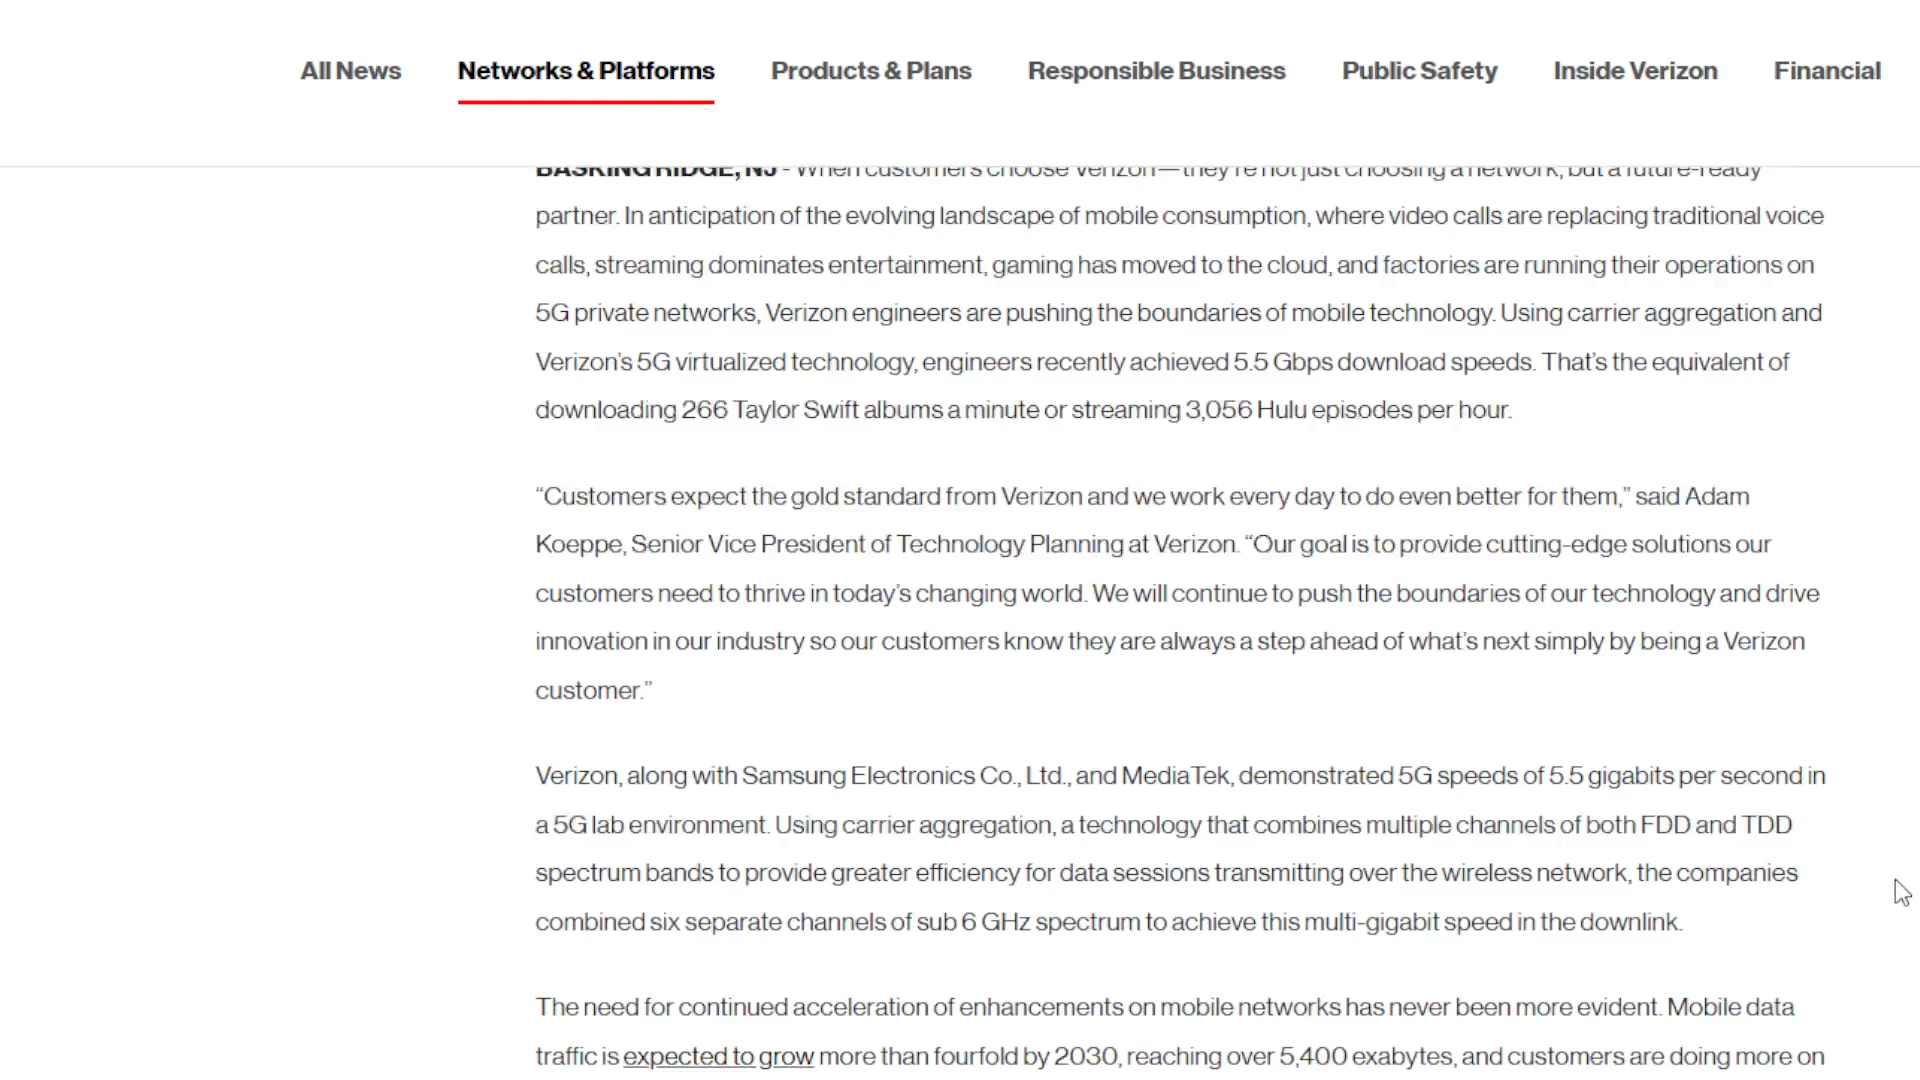 All News Networks & Platforms Products & Plans Responsible Business Public Safety Inside Verizon Financial
BASKING RIDGE, NJ - When customers choose Verizon—they're not just choosing a network, but a future-ready
partner. In anticipation of the evolving landscape of mobile consumption, where video calls are replacing traditional voice
calls, streaming dominates entertainment, gaming has moved to the cloud, and factories are running their operations on
5G private networks, Verizon engineers are pushing the boundaries of mobile technology. Using carrier aggregation and
Verizon’s 5G virtualized technology, engineers recently achieved 5.5 Gbps download speeds. That’s the equivalent of
downloading 266 Taylor Swift albums a minute or streaming 3,056 Hulu episodes per hour.
“Customers expect the gold standard from Verizon and we work every day to do even better for them,” said Adam
Koeppe, Senior Vice President of Technology Planning at Verizon. “Our goal is to provide cutting-edge solutions our
customers need to thrive in today’s changing world. We will continue to push the boundaries of our technology and drive
innovation in our industry so our customers know they are always a step ahead of what’s next simply by being a Verizon
customer.”
Verizon, along with Samsung Electronics Co., Ltd., and MediaTek, demonstrated 5G speeds of 5.5 gigabits per second in
a 5G lab environment. Using carrier aggregation, a technology that combines multiple channels of both FDD and TDD
spectrum bands to provide greater efficiency for data sessions transmitting over the wireless network, the companies
combined six separate channels of sub 6 GHz spectrum to achieve this multi-gigabit speed in the downlink.
The need for continued acceleration of enhancements on mobile networks has never been more evident. Mobile data
traffic is expected to grow more than fourfold by 2030, reaching over 5,400 exabytes, and customers are doing more on